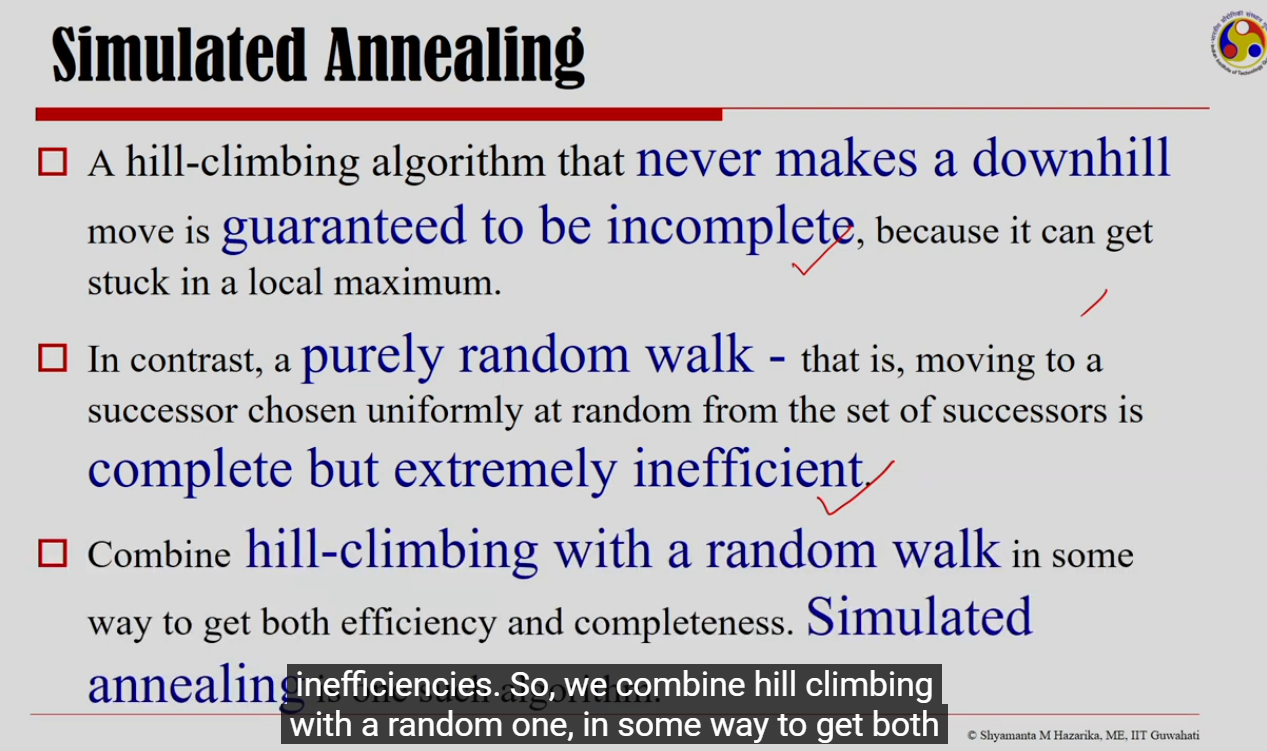 Simulated Annealing
A hill-climbing algorithm that never makes a downhill
move is guaranteed to be incomplete, because it can get
stuck in a local maximum.
In contrast, a purely random walk - that is, moving to a
successor chosen uniformly at random from the set of successors is
complete but extremely inefficient.
Combine hill-climbing with a random walk in some
way to get both efficiency and completeness. Simulated
annealing is one such algorithm.
inefficiencies. So, we combine hill climbing
with a random one, in some way to get both
© Shyamanta M Hazarika, ME, IIT Guwahati